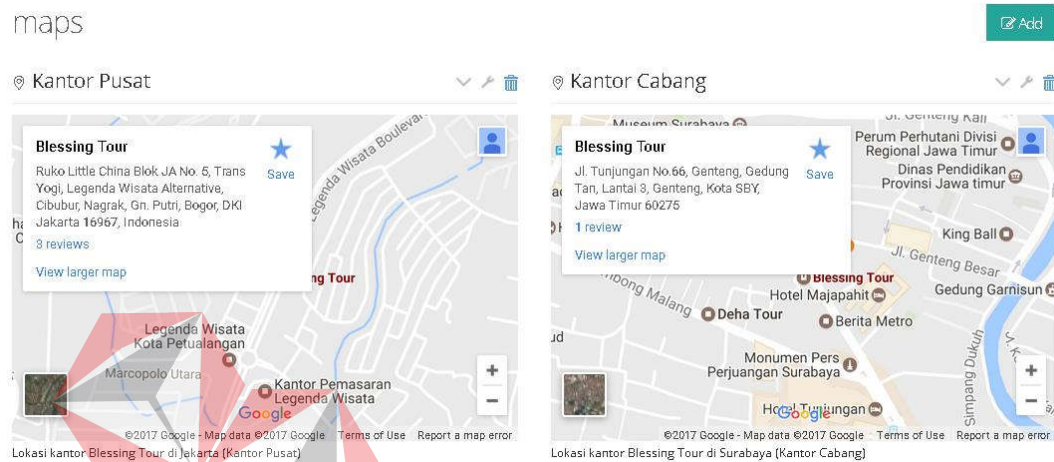 maps
Add
Kantor Pusat
Blessing Tour
Save
Ruko Little China Blok JA No. 5, Trans
Yogi, Legenda Wisata Alternative,
Cibubur, Nagrak, Gn. Putri, Bogor, DKI
Jakarta 16967, Indonesia
3 reviews
View larger map
Legenda Wisata Boulevar
ng Tour
Legenda Wisata
Kota Petualangan
Marcopolo Utara
Kantor Pemasaran
Legenda Wisata
Google
©2017 Google - Map data ©2017 Google Terms of Use Report a map error
Lokasi kantor Blessing Tour di Jakarta (Kantor Pusat)
Kantor Cabang
Museum Surabaya
Jl. Genteng Kali
Blessing Tour
Save
Jl. Tunjungan No.66, Genteng, Gedung
Tan, Lantai 3, Genteng, Kota SBY,
Jawa Timur 60275
1 review
View larger map
Perum Perhutani Divisi
Regional Jawa Timur
Dinas Pendidikan
Provinsi Jawa timur
King Ball
Jl. Genteng Besar
Blessing Tour
Gedung Garnisun
Hotel Majapahit
bong Malang
Deha Tour
Berita Metro
ud
Monumen Pers
Perjuangan Surabaya
Simpang Dukuh
Hotel Tunjungan
Google
©2017 Google - Map data ©2017 Google Terms of Use Report a map error
Lokasi kantor Blessing Tour di Surabaya (Kantor Cabang)